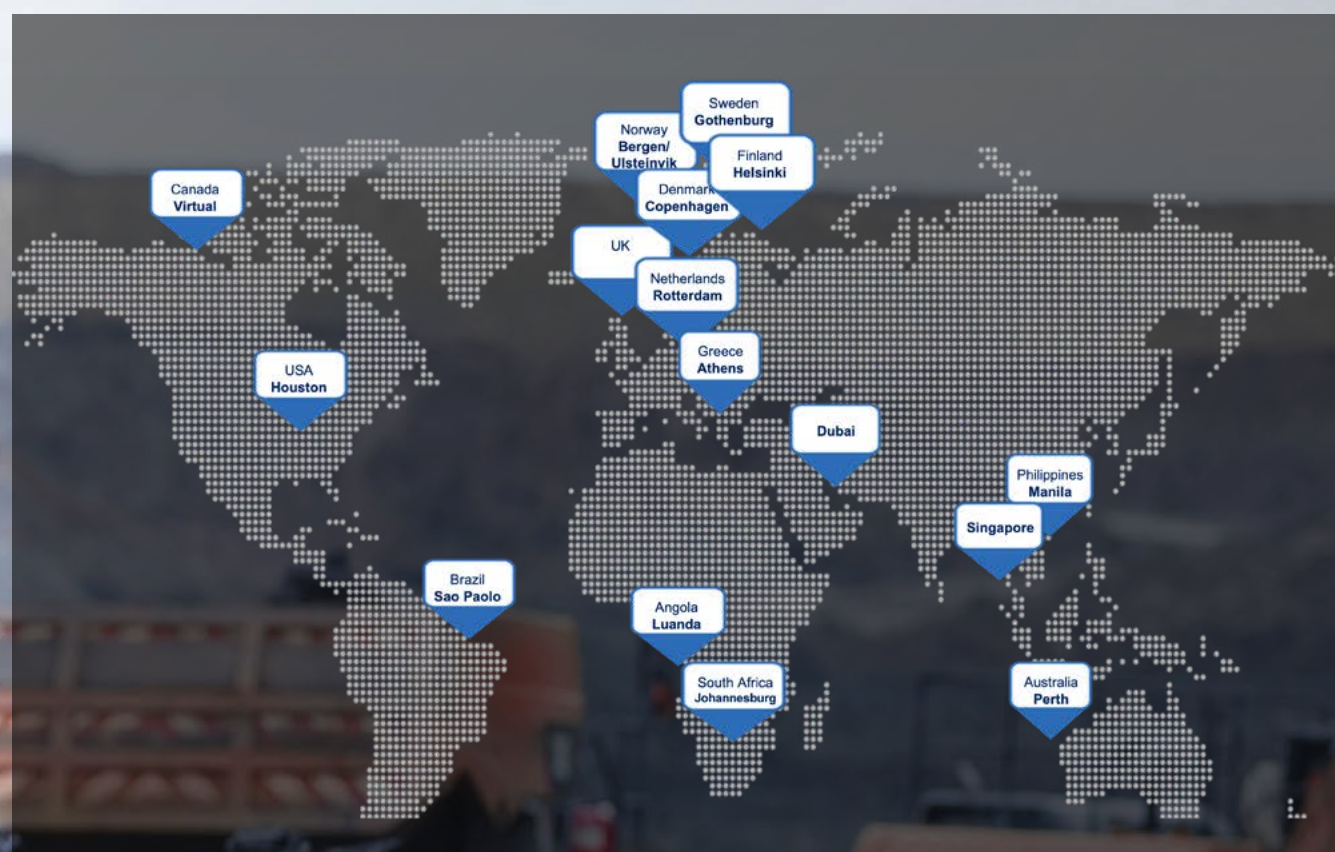 Sweden
Gothenburg
Norway
Bergen/
Ulsteinvik
Finland
Helsinki
Canada
Virtual
Denmark
Copenhagen
UK
Netherlands
Rotterdam
Greece
Athens
USA
Houston
Dubai
Philippines
Manila
Singapore
Brazil
Sao Paolo
Angola
Luanda
South Africa
Johannesburg
Australia
Perth